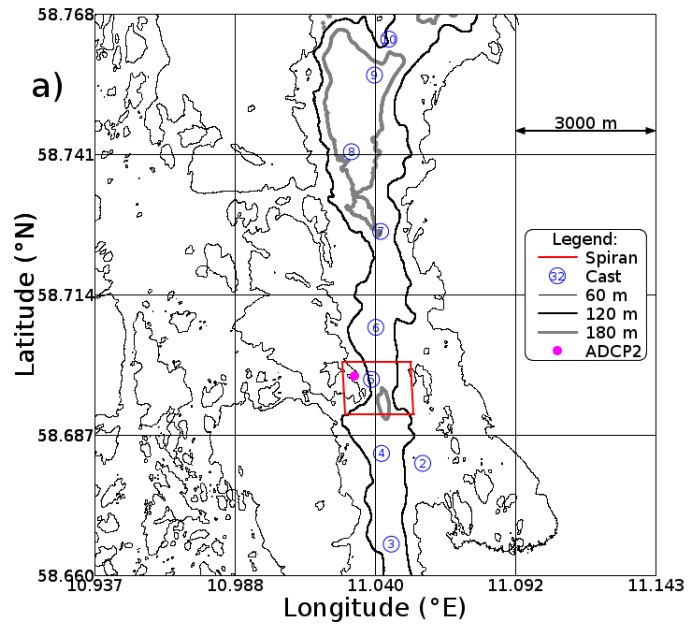 58.768
a)
10
9
3000 m
8
58.741
7
Legend:
Spiran
32 Cast
60 m
120 m
180 m
ADCP2
58.714
6
5
58.687
4
2
3
58.660
10.937 10.988 11.040 11.092 11.143
Longitude (°E)
Latitude (°N)